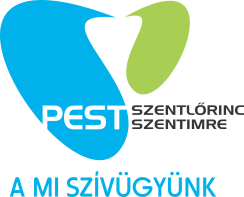 PEST SZENTLŐRINC
SZENTIMRE
A MI SZÍVÜGYÜNK